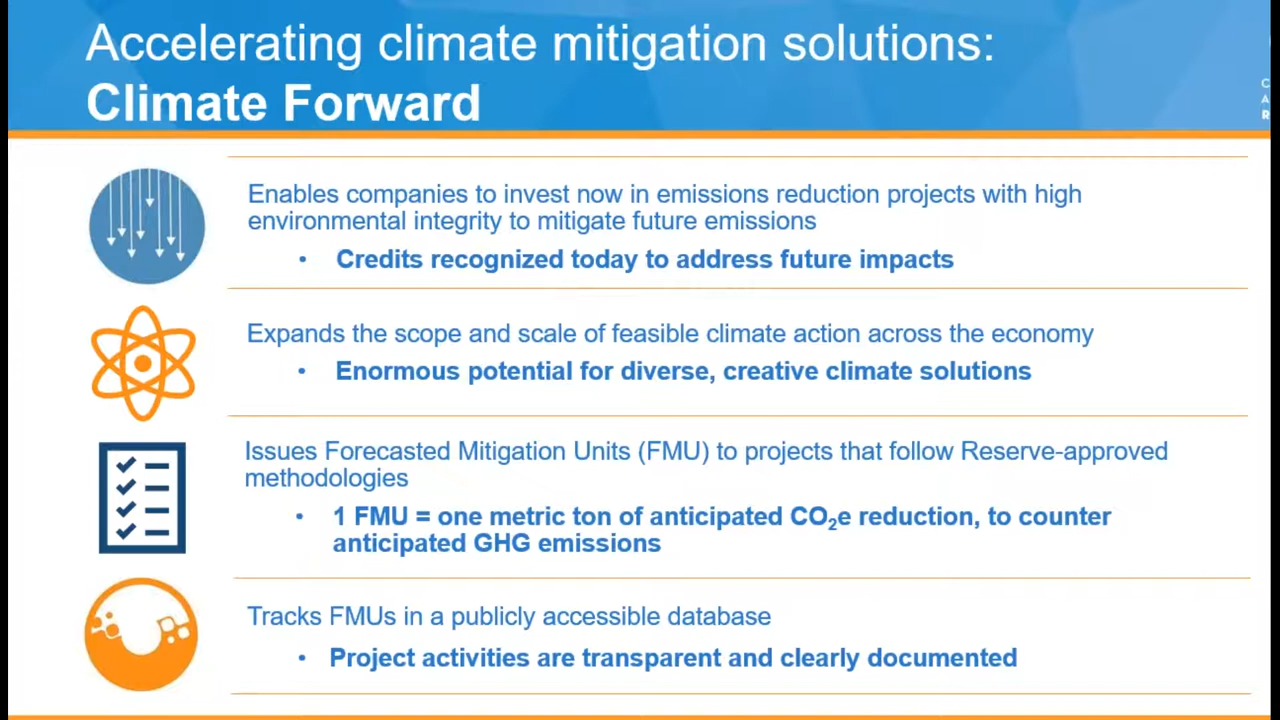 Accelerating climate mitigation solutions:
Climate Forward
C
A
R
Enables companies to invest now in emissions reduction projects with high
environmental integrity to mitigate future emissions
• Credits recognized today to address future impacts
Expands the scope and scale of feasible climate action across the economy
• Enormous potential for diverse, creative climate solutions
Issues Forecasted Mitigation Units (FMU) to projects that follow Reserve-approved
methodologies
• 1 FMU = one metric ton of anticipated CO₂e reduction, to counter
anticipated GHG emissions
Tracks FMUs in a publicly accessible database
• Project activities are transparent and clearly documented